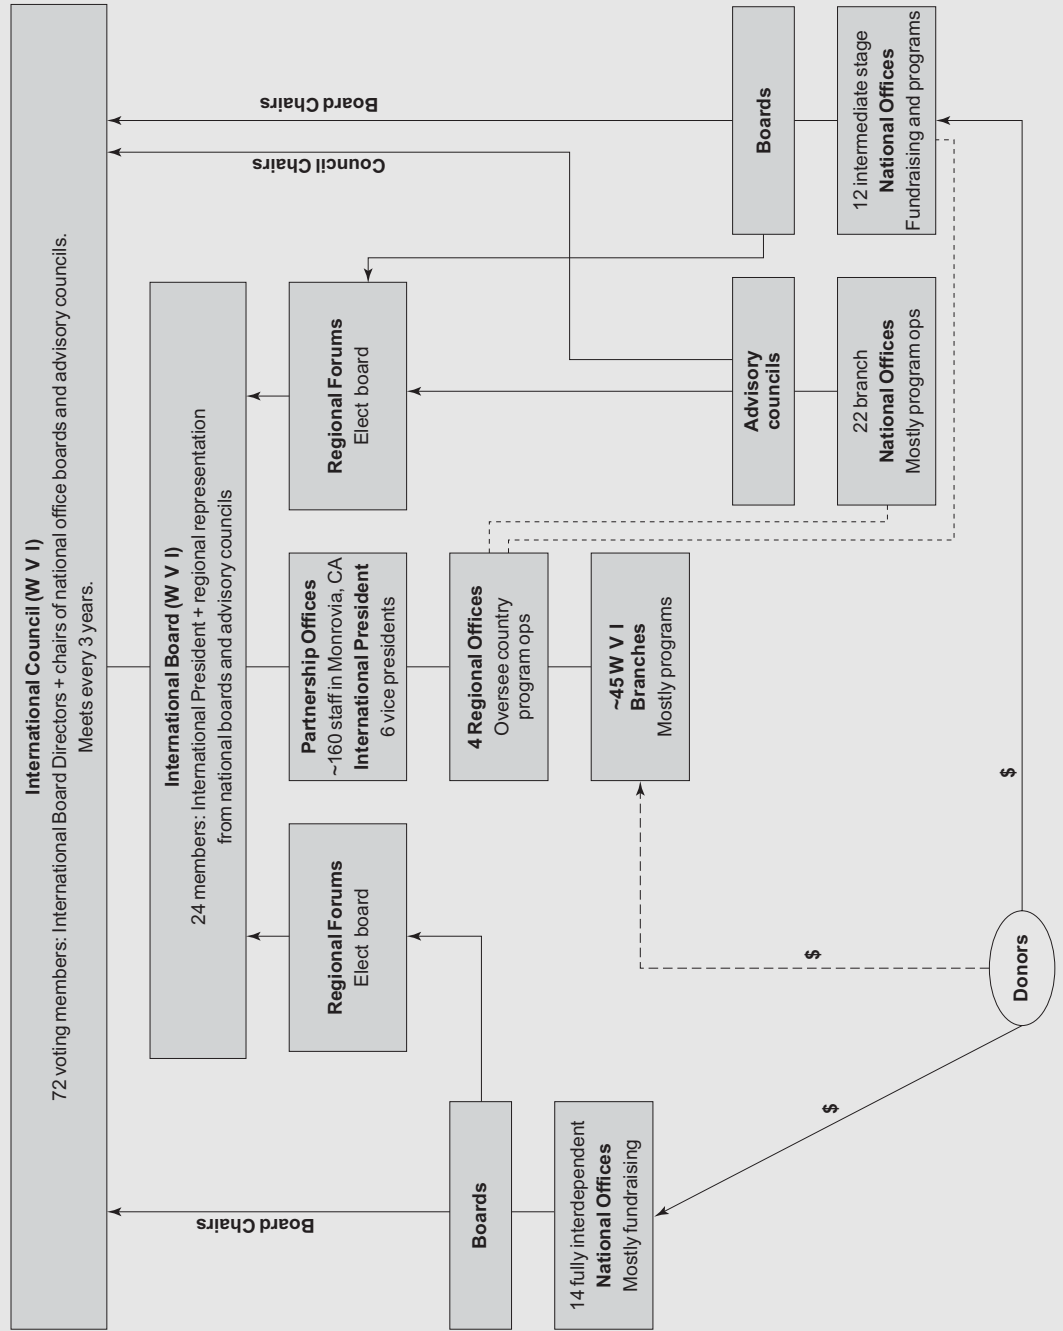 International Council (W V I)
72 voting members: International Board Directors + chairs of national office boards and advisory councils.
Meets every 3 years.
International Board (W V I)
24 members: International President + regional representation
from national boards and advisory councils
Board Chairs
Regional Forums
Elect board
Partnership Offices
~160 staff in Monrovia, CA
International President
6 vice presidents
Regional Forums
Elect board
Council Chairs
Board Chairs
Boards
14 fully interdependent
National Offices
Mostly fundraising
4 Regional Offices
Oversee country
program ops
~45 W V I
Branches
Mostly programs
Advisory
councils
22 branch
National Offices
Mostly program ops
Boards
12 intermediate stage
National Offices
Fundraising and programs
$
$
$
Donors